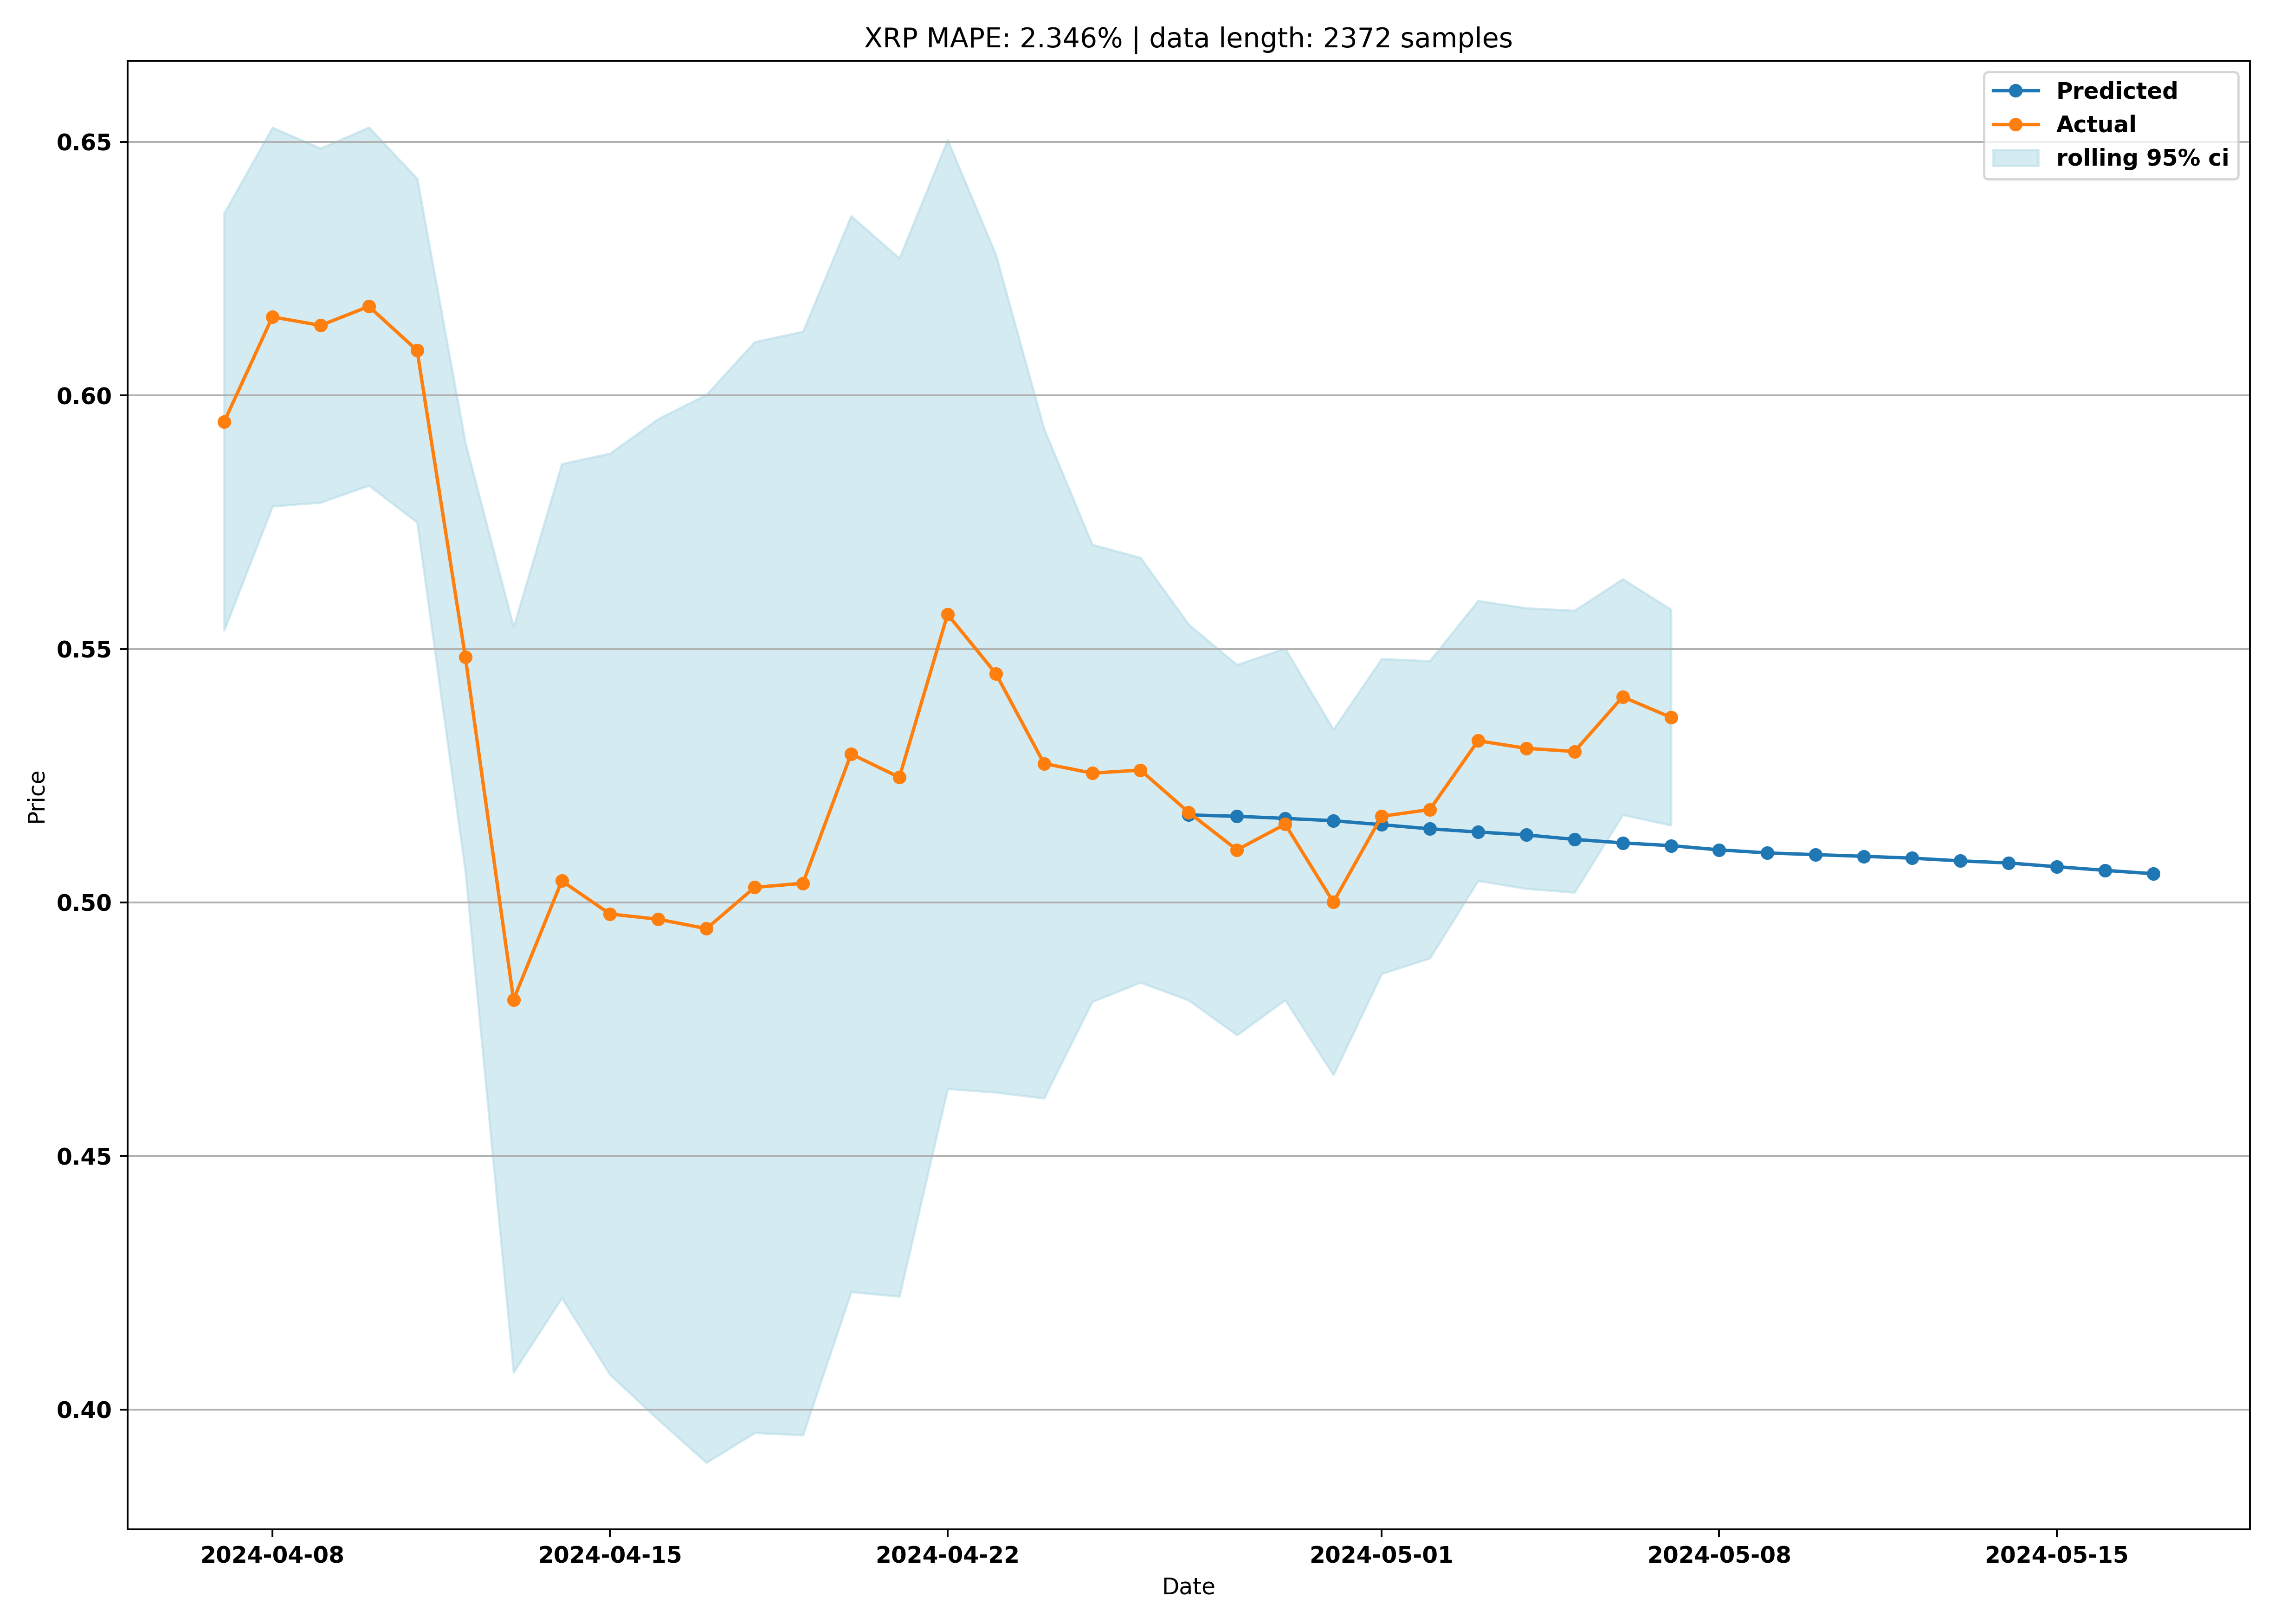 XRP MAPE: 2.346% | data length: 2372 samples
Predicted
Actual
rolling 95% ci
0.65
0.60
0.55
0.50
0.45
0.40
Price
2024-04-08
2024-04-15
2024-04-22
2024-05-01
2024-05-08
2024-05-15
Date